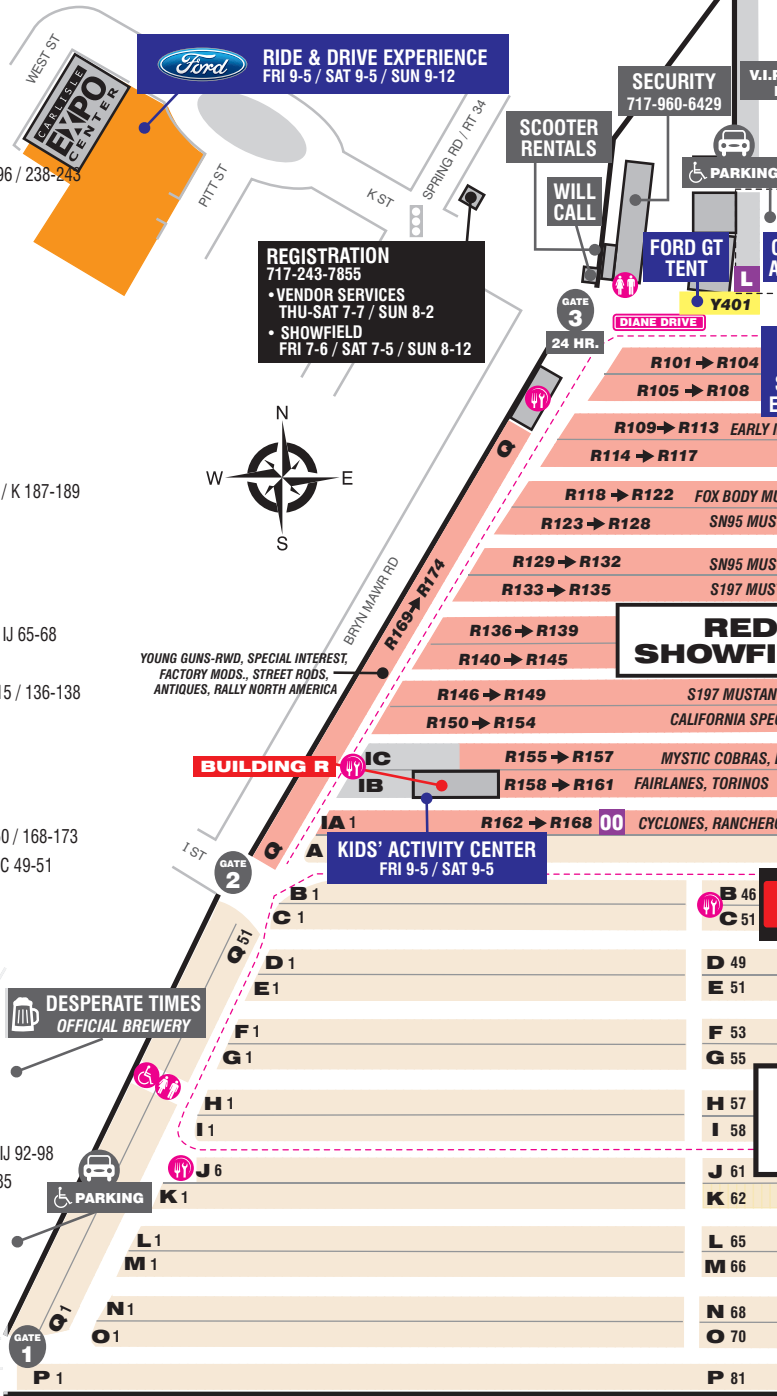 WEST ST
CARLISLE
EXPO
CENTER
Ford
RIDE & DRIVE EXPERIENCE
FRI 9-5 / SAT 9-5 / SUN 9-12
PITT ST
K ST
SPRING RD / RT 34
SECURITY
717-960-6429
SCOOTER
RENTALS
WILL
CALL
PARKING
FORD GT
TENT
L
Y401
96 / 238-243
REGISTRATION
717-243-7855
• VENDOR SERVICES
THU-SAT 7-7 / SUN 8-2
• SHOWFIELD
FRI 7-6 / SAT 7-5 / SUN 8-12
GATE
3
24 HR.
DIANE DRIVE
R101 → R104
R105 → R108
R109 → R113 EARLY
R114 → R117
Q
N
W E
S
/ K 187-189
R118 → R122 FOX BODY MU
R123 → R128 SN95 MUS
R129 → R132 SN95 MUS
R133 → R135 S197 MUS
BRYN MAWR RD
R169 → R174
R136 → R139
R140 → R145
RED
SHOWFI
IJ 65-68
15 / 136-138
YOUNG GUNS-RWD, SPECIAL INTEREST,
FACTORY MODS., STREET RODS,
ANTIQUES, RALLY NORTH AMERICA
R146 → R149 S197 MUSTAN
R150 → R154 CALIFORNIA SPEC
BUILDING R
IC R155 → R157 MYSTIC COBRAS,
IB R158 → R161 FAIRLANES, TORINOS
IA 1 R162 → R168 00 CYCLONES, RANCHERO
A
KIDS' ACTIVITY CENTER
FRI 9-5 / SAT 9-5
0 / 168-173
C 49-51
I ST
GATE
2
Q
B 1 B 46
C 1 C 51
Q 51
D 1 D 49
E 1 E 51
DESPERATE TIMES
OFFICIAL BREWERY
F 1 F 53
G 1 G 55
H 1 H 57
I 1 I 58
IJ 92-98
35
J 6 J 61
PARKING
K 1 K 62
L 1 L 65
M 1 M 66
Q 1
N 1 N 68
O 1 O 70
GATE
1
P 1 P 81